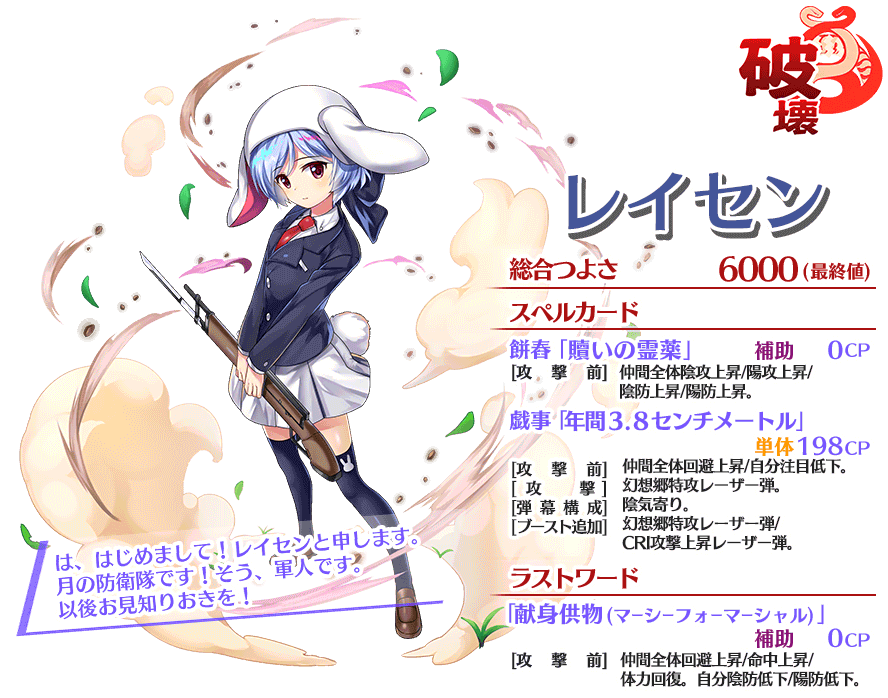 破壊
レイセン
総合つよさ 6000(最終値)
スペルカード
餅舂「贖いの霊薬」 補助 0CP
[攻撃前] 仲間全体陰攻上昇/陽攻上昇/
陰防上昇/陽防上昇。
戯事「年間3.8センチメートル」
単体 198CP
[攻撃前] 仲間全体回避上昇/自分注目低下。
[攻撃] 幻想郷特攻レーザー弾。
[弾幕構成] 陰気寄り。
[ブースト追加] 幻想郷特攻レーザー弾/
CRI攻撃上昇レーザー弾。
は、はじめまして!レイセンと申します。
月の防衛隊です!そう、軍人です。
以後お見知りおきを!
ラストワード
「献身供物(マーシーフォーマーシャル)」
補助 0CP
[攻撃前] 仲間全体回避上昇/命中上昇/
体力回復。自分陰防低下/陽防低下。